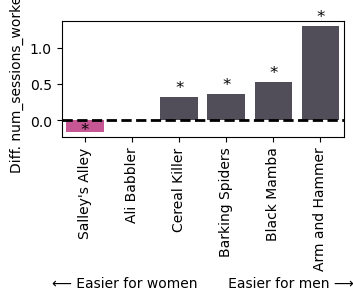 Diff. num_sessions_worke
1.0
0.5
0.0
*
*
*
*
*
Salley's Alley
Ali Babbler
Cereal Killer
Barking Spiders
Black Mamba
Arm and Hammer
⟵ Easier for women
Easier for men ⟶